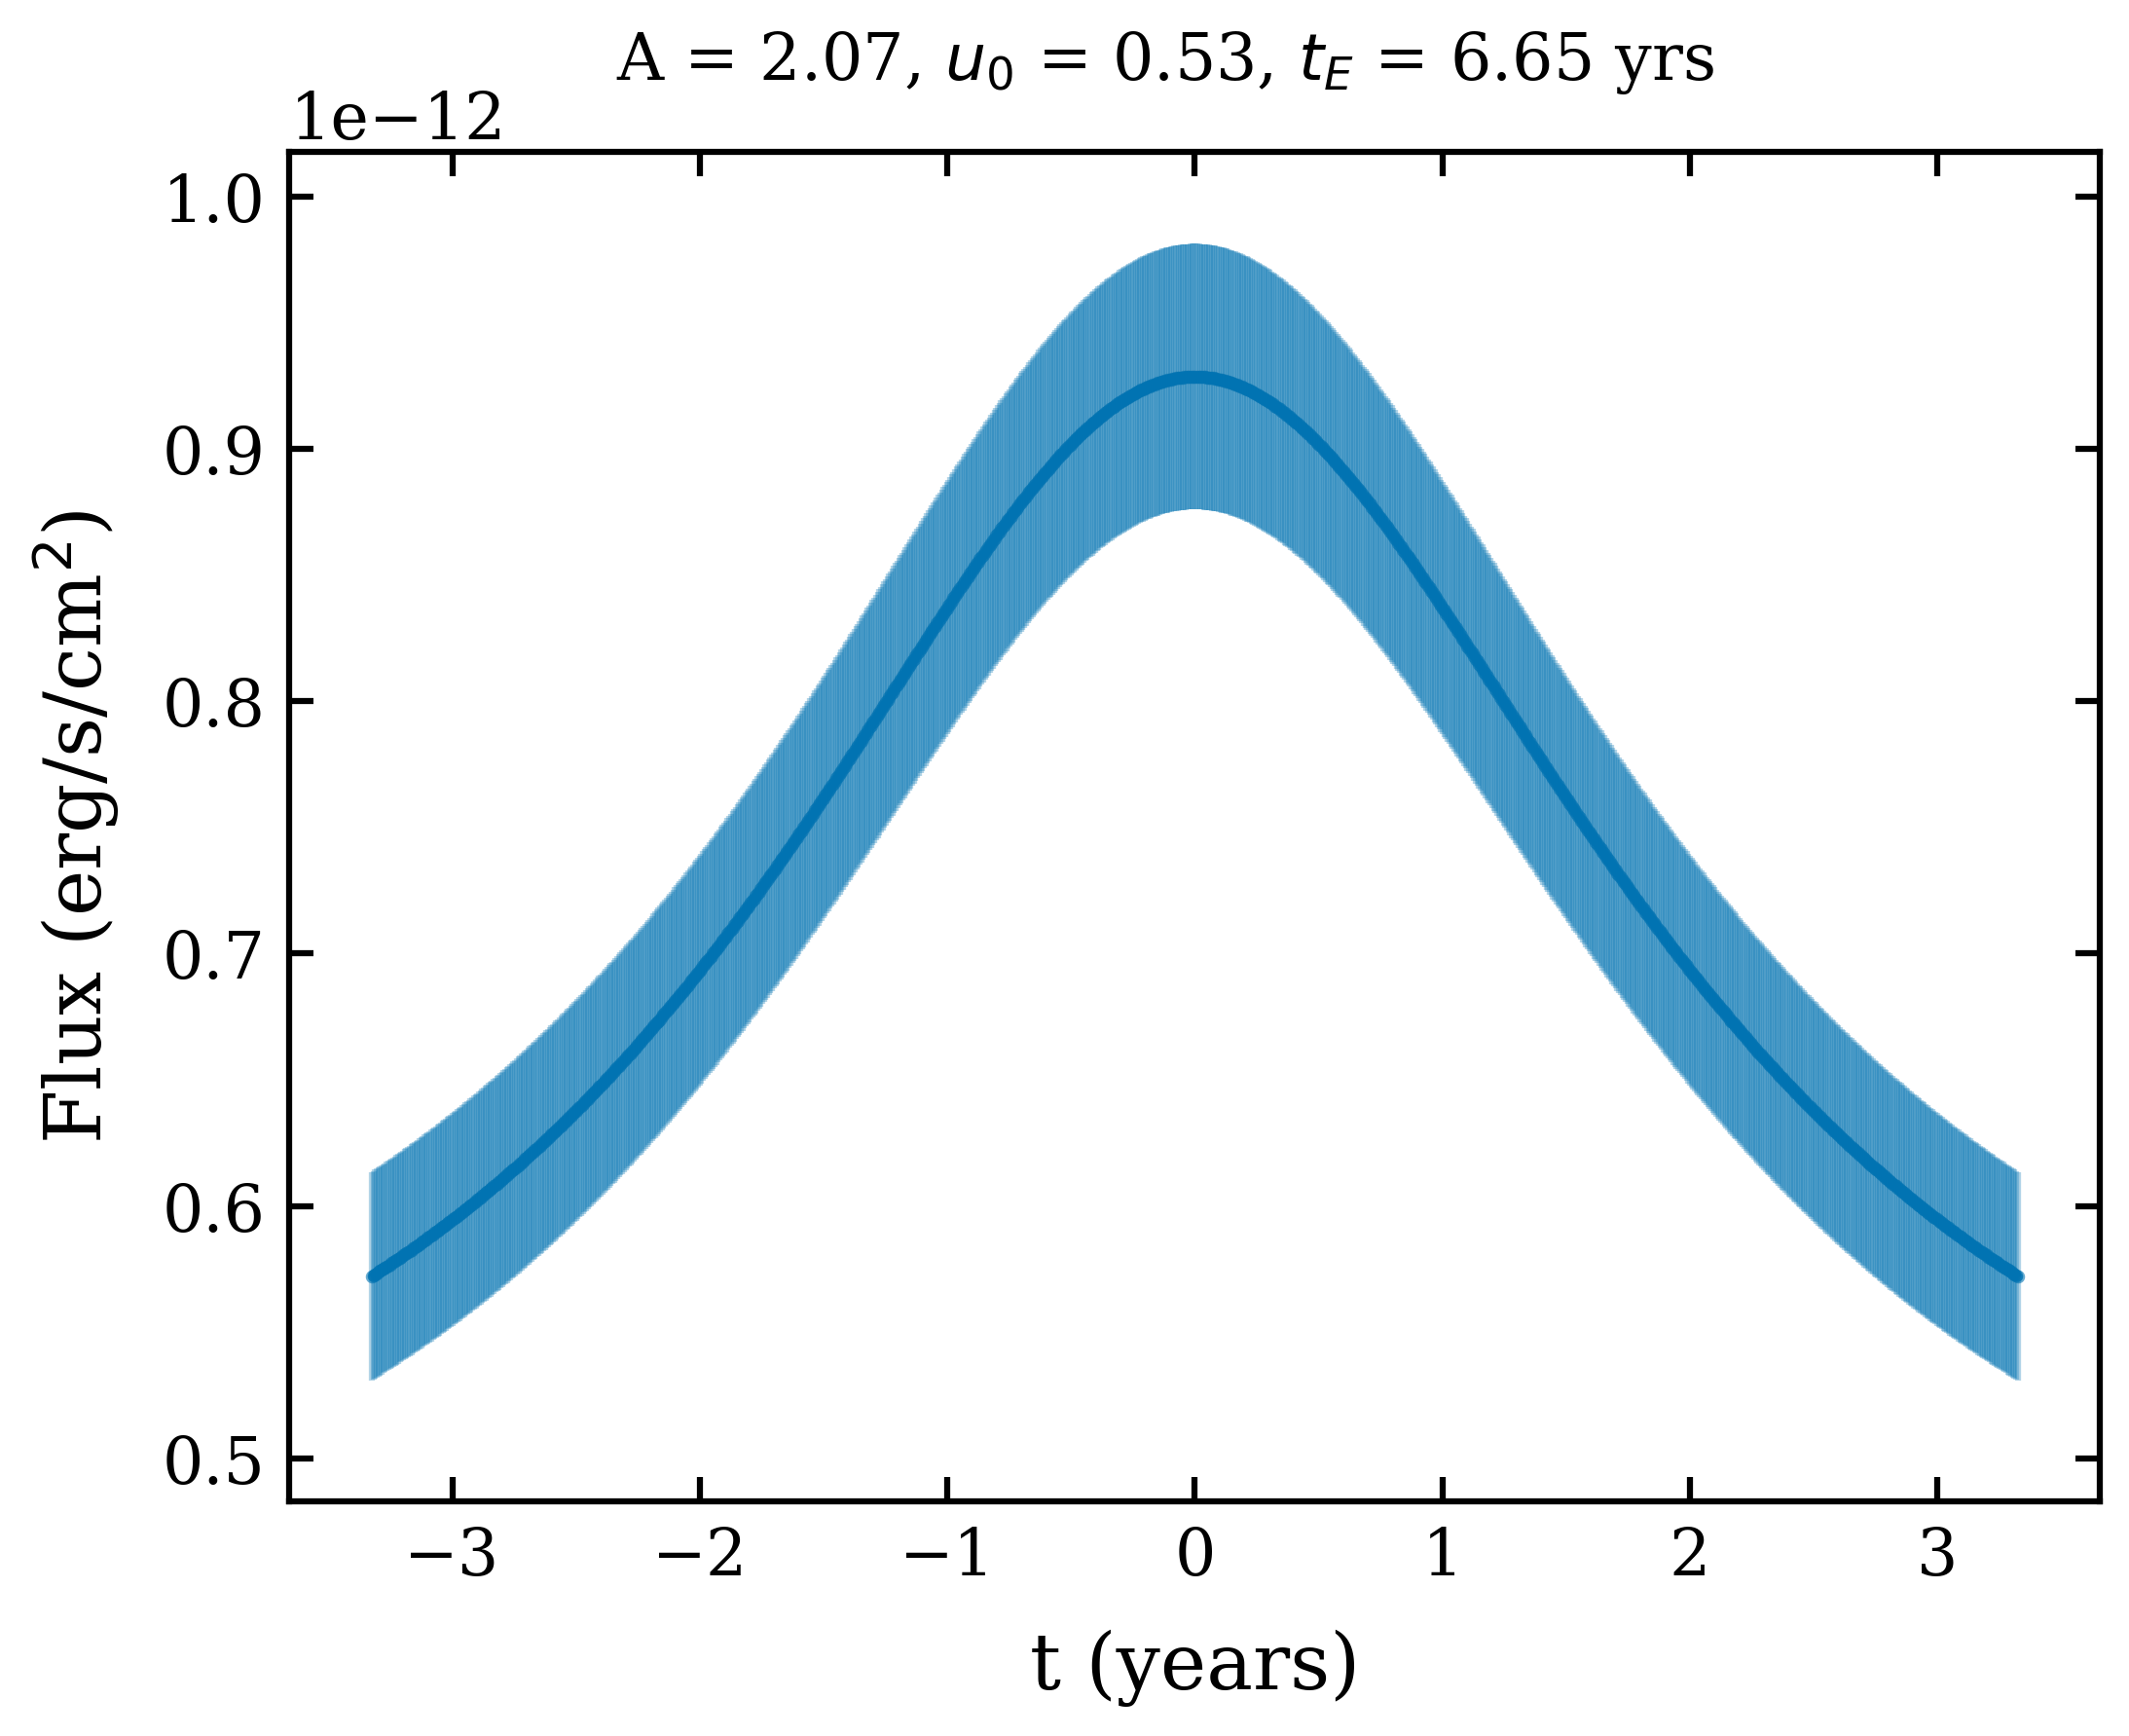 A = 2.07, u₀ = 0.53, t_E = 6.65 yrs
1e−12
1.0
0.9
0.8
0.7
0.6
0.5
Flux (erg/s/cm²)
−3 −2 −1 0 1 2 3
t (years)